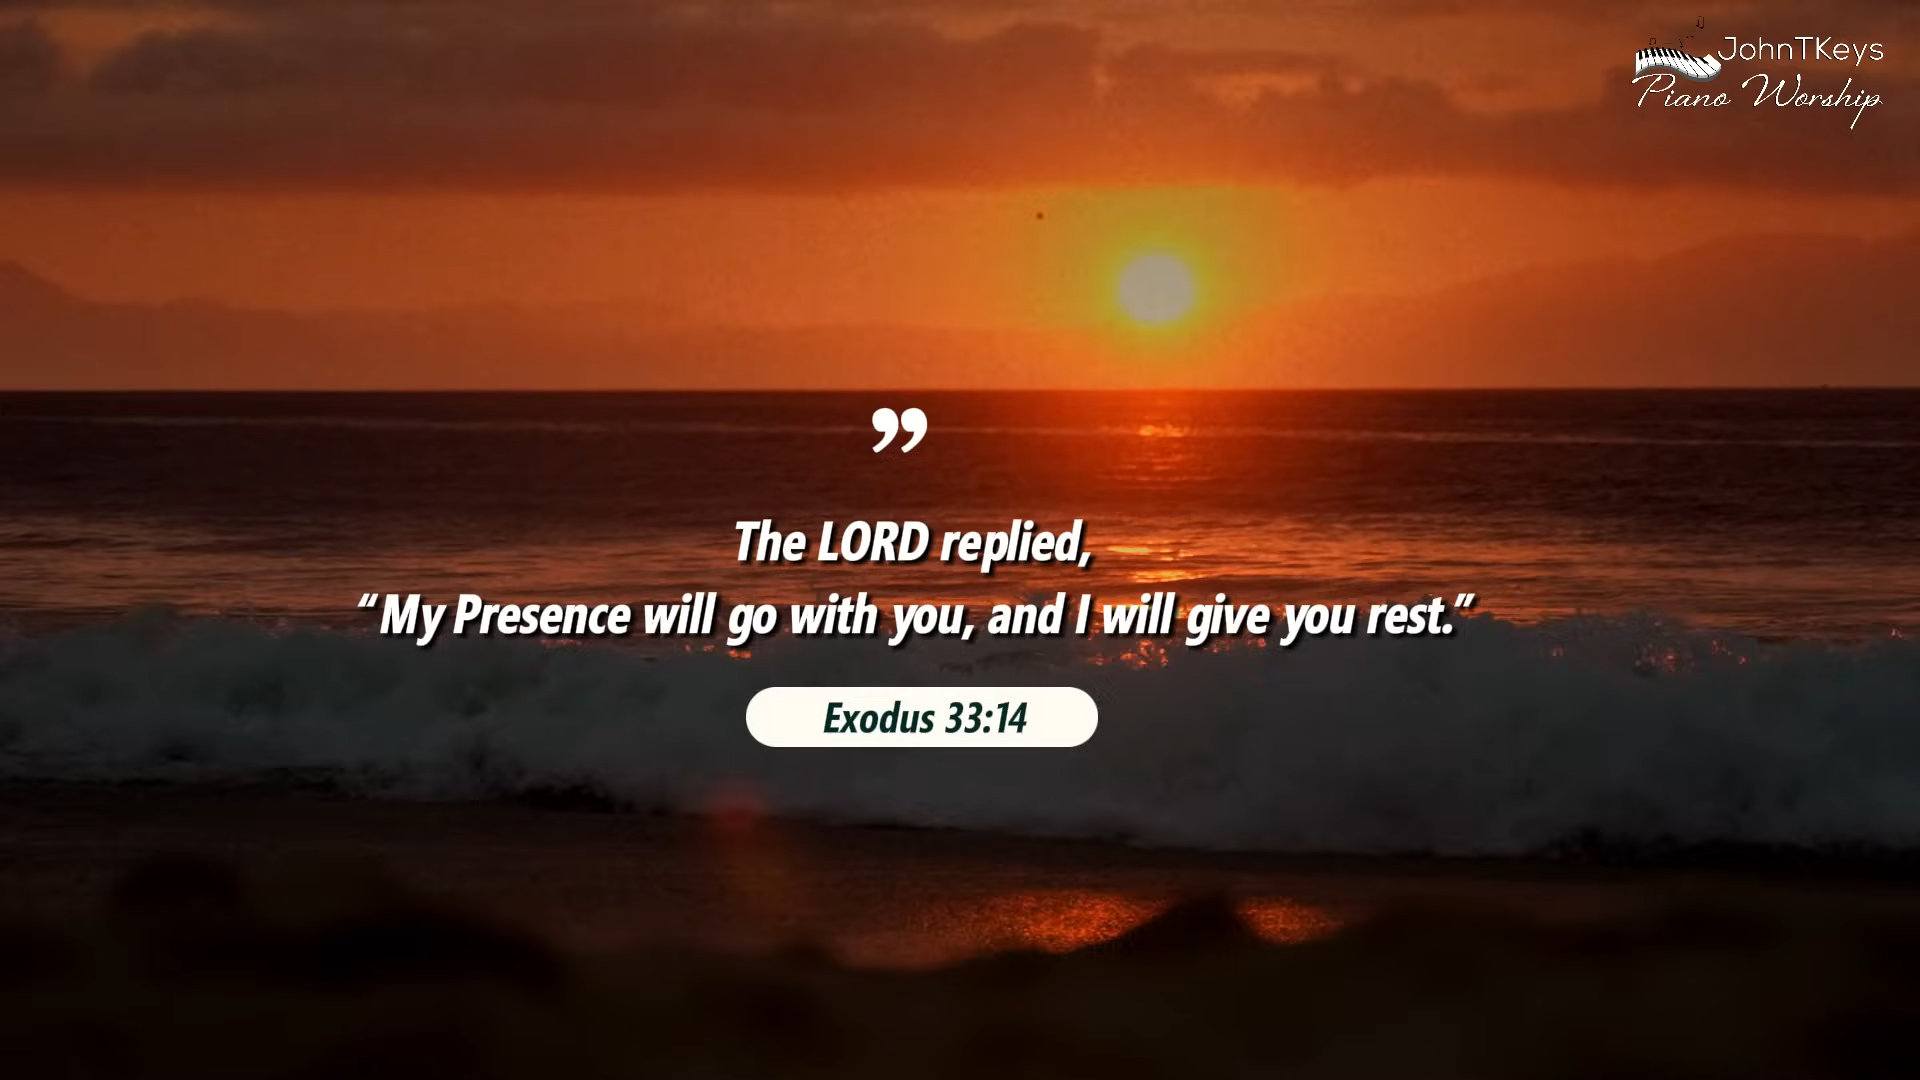 JohnTKeys
Piano Worship
”
The LORD replied,
“My Presence will go with you, and I will give you rest.”
Exodus 33:14